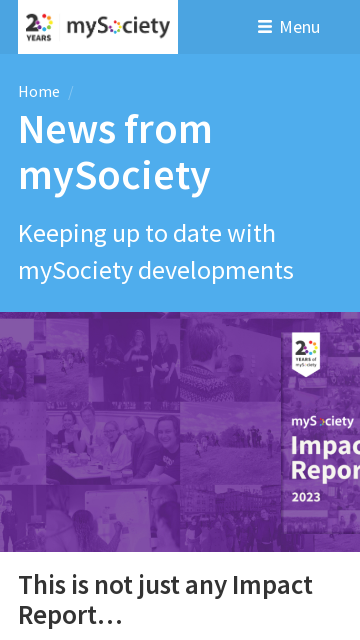 20 YEARS
mySociety
Menu
Home /
News from
mySociety
Keeping up to date with
mySociety developments
20
YEARS of
mySociety
mySociety
Impa
Repor
2023
This is not just any Impact
Report…